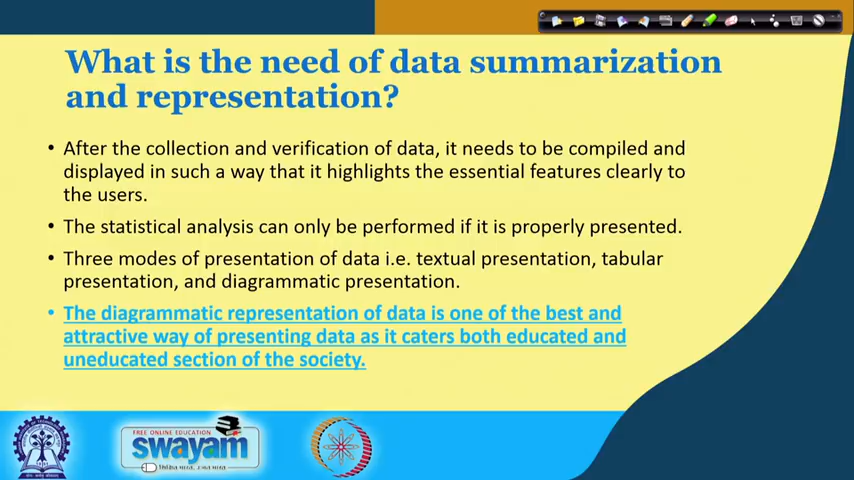 What is the need of data summarization
and representation?
• After the collection and verification of data, it needs to be compiled and
displayed in such a way that it highlights the essential features clearly to
the users.
• The statistical analysis can only be performed if it is properly presented.
• Three modes of presentation of data i.e. textual presentation, tabular
presentation, and diagrammatic presentation.
• The diagrammatic representation of data is one of the best and
attractive way of presenting data as it caters both educated and
uneducated section of the society.
FREE ONLINE EDUCATION
swayam